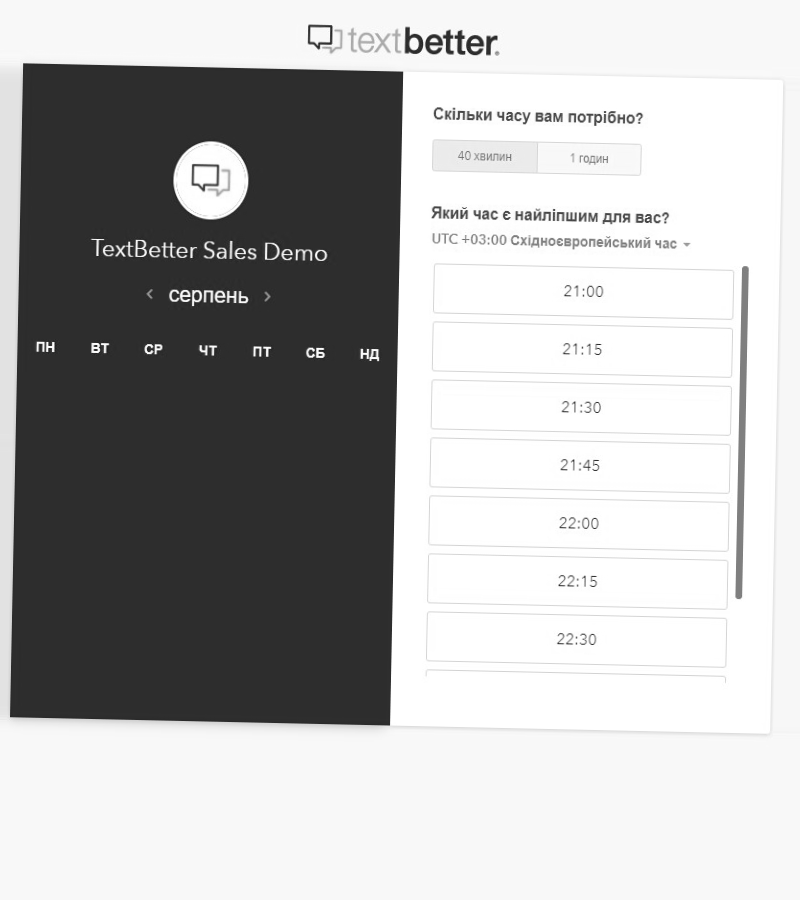 textbetter.
TextBetter Sales Demo
серпень
ПН ВТ СР ЧТ ПТ СБ НД
Скільки часу вам потрібно?
40 хвилин 1 годин
Який час є найліпшим для вас?
UTC +03:00 Східноєвропейський час
21:00
21:15
21:30
21:45
22:00
22:15
22:30